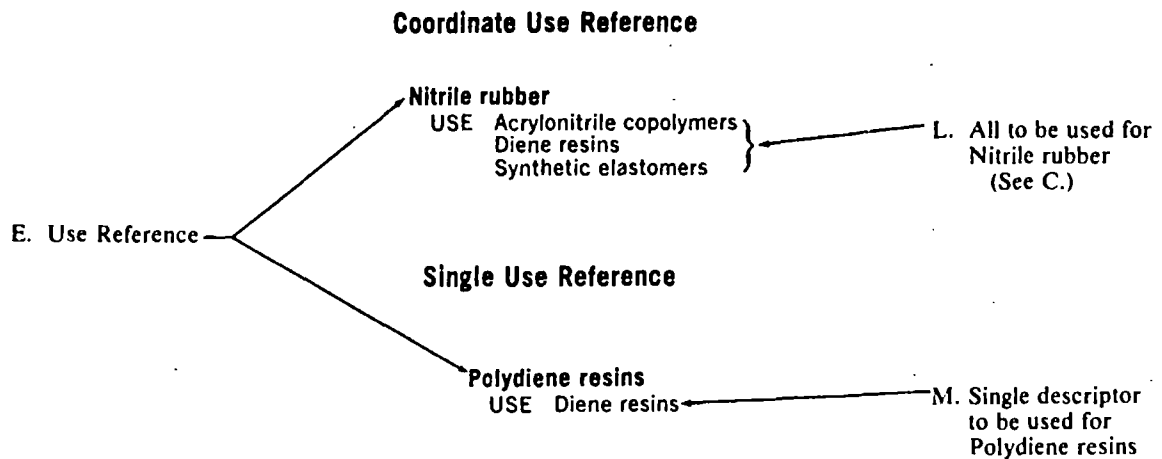 Coordinate Use Reference
Nitrile rubber
USE Acrylonitrile copolymers
Diene resins
Synthetic elastomers
L. All to be used for
Nitrile rubber
(See C.)
E. Use Reference
Single Use Reference
Polydiene resins
USE Diene resins
M. Single descriptor
to be used for
Polydiene resins